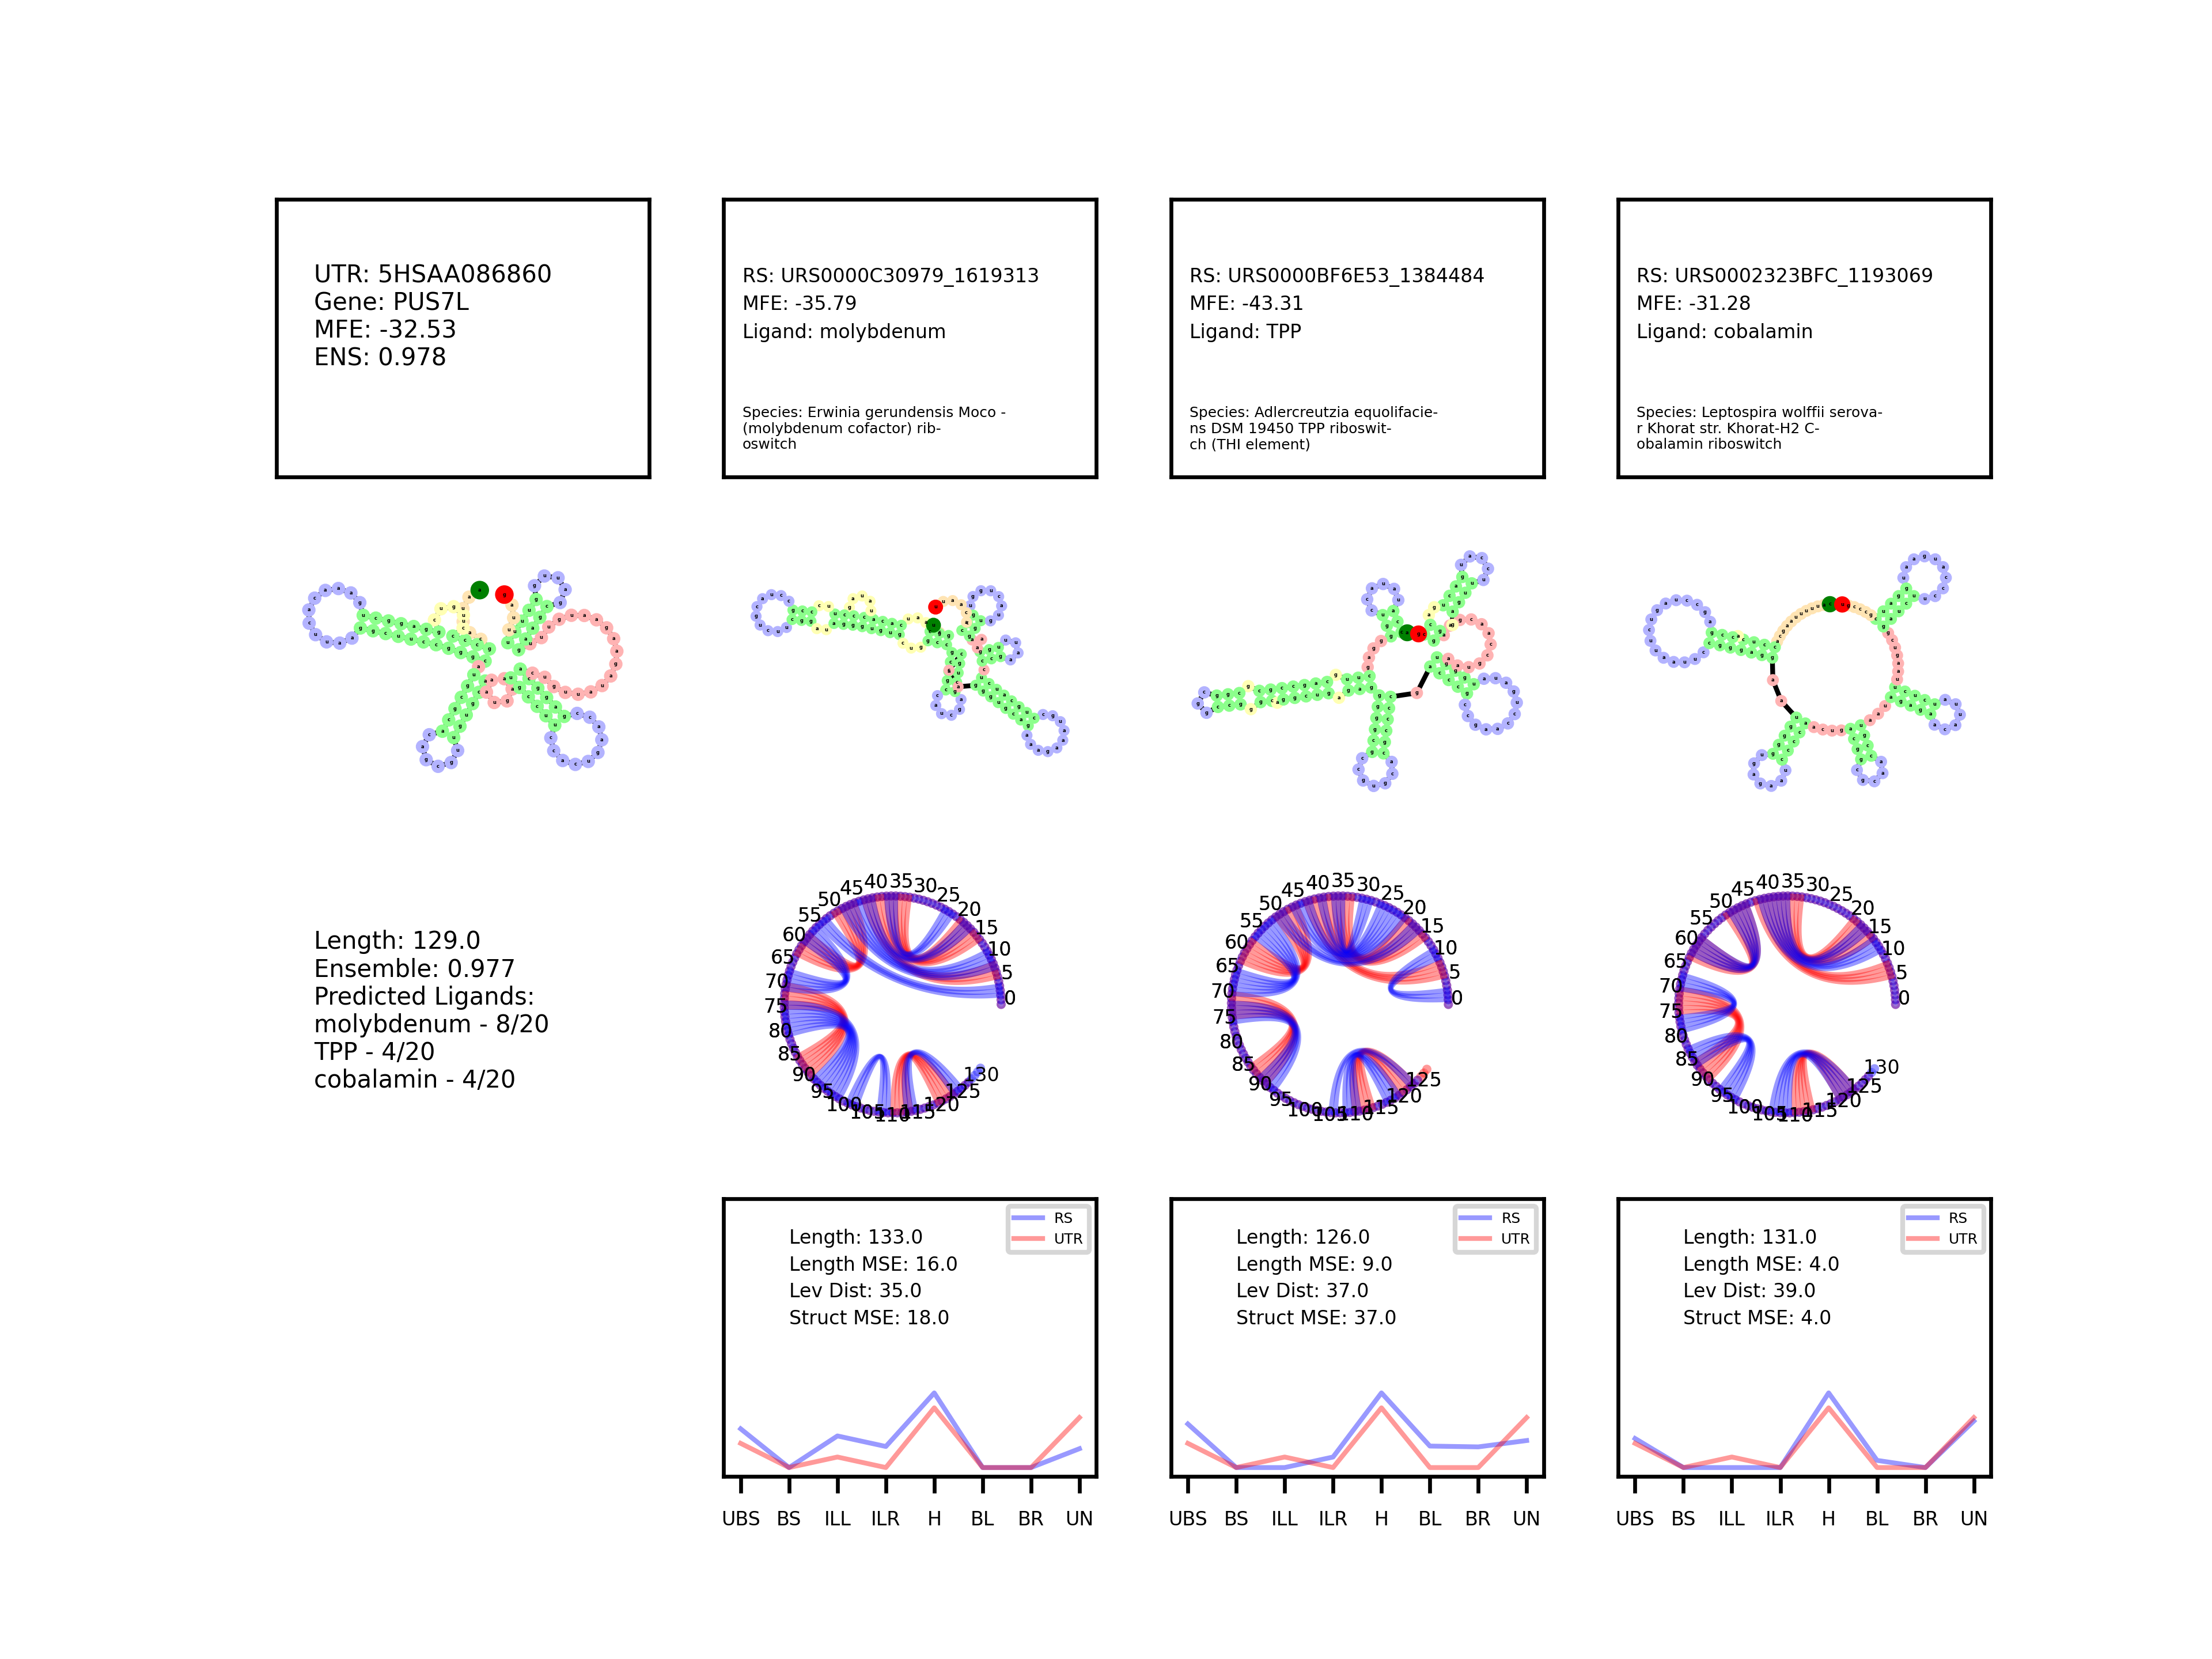 UTR: 5HSAA086860
Gene: PUS7L
MFE: -32.53
ENS: 0.978
RS: URS0000C30979_1619313
MFE: -35.79
Ligand: molybdenum
Species: Erwinia gerundensis Moco -
(molybdenum cofactor) rib-
oswitch
RS: URS0000BF6E53_1384484
MFE: -43.31
Ligand: TPP
Species: Adlercreutzia equolifacie-
ns DSM 19450 TPP riboswit-
ch (THI element)
RS: URS0002323BFC_1193069
MFE: -31.28
Ligand: cobalamin
Species: Leptospira wolffii serova-
r Khorat str. Khorat-H2 C-
obalamin riboswitch
Length: 129.0
Ensemble: 0.977
Predicted Ligands:
molybdenum - 8/20
TPP - 4/20
cobalamin - 4/20
0 5 10 15 20 25 30 35 40 45 50 55 60 65 70 75 80 85 90 95 100 105 110 115 120 125 130
0 5 10 15 20 25 30 35 40 45 50 55 60 65 70 75 80 85 90 95 100 105 110 115 120 125
0 5 10 15 20 25 30 35 40 45 50 55 60 65 70 75 80 85 90 95 100 105 110 115 120 125 130
RS
UTR
Length: 133.0
Length MSE: 16.0
Lev Dist: 35.0
Struct MSE: 18.0
UBS BS ILL ILR H BL BR UN
RS
UTR
Length: 126.0
Length MSE: 9.0
Lev Dist: 37.0
Struct MSE: 37.0
UBS BS ILL ILR H BL BR UN
RS
UTR
Length: 131.0
Length MSE: 4.0
Lev Dist: 39.0
Struct MSE: 4.0
UBS BS ILL ILR H BL BR UN